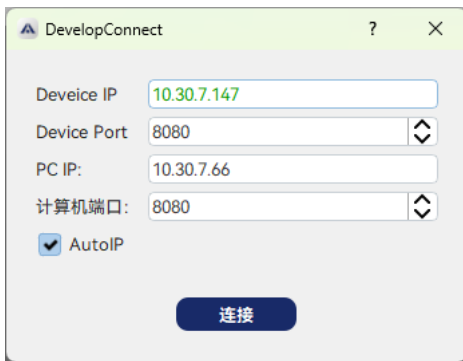 DevelopConnect ? ×
Deveice IP 10.30.7.147
Device Port 8080
PC IP: 10.30.7.66
计算机端口: 8080
AutoIP
连接